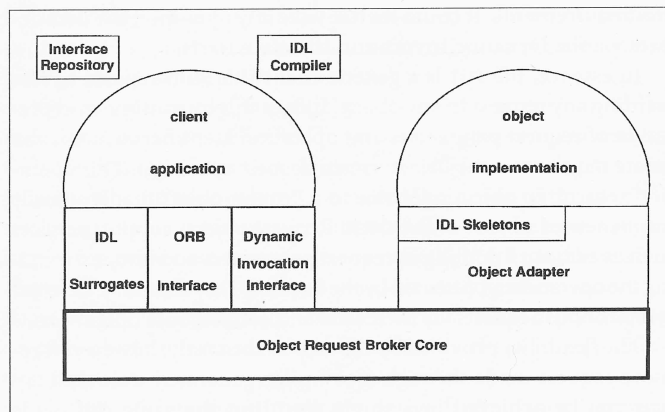 Interface
Repository
IDL
Compiler
client
application
object
implementation
IDL
Surrogates
ORB
Interface
Dynamic
Invocation
Interface
IDL Skeletons
Object Adapter
Object Request Broker Core